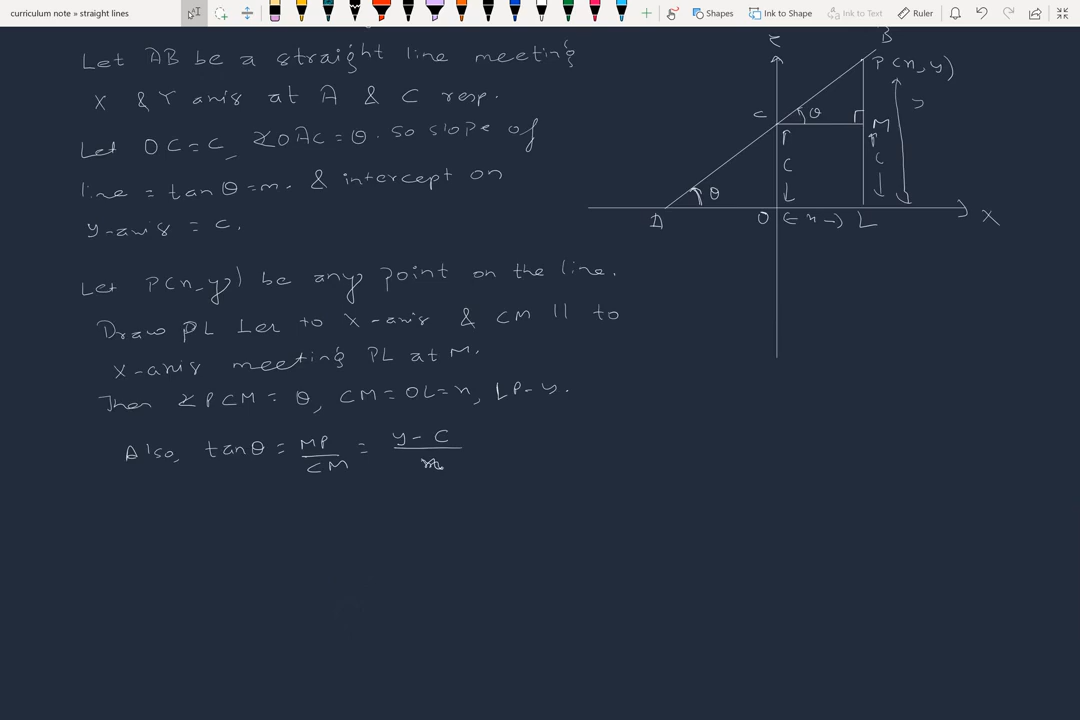 curriculum note » straight lines
Shapes
Ink to Shape
Ink to Text
Ruler
Let AB be a straight line meeting
X & Y axis at A & C resp.
Let OC = C, ∠OAC = θ. So slope of
line = tanθ = m. & intercept on
y-axis = C.
Let P(x, y) be any point on the line.
Draw PL ⊥er to X-axis & CM || to
X-axis meeting PL at M.
Then ∠PCM = θ, CM = OL = x, LP = y.
Also, tanθ = MP/CM = y - C/x
B
P(x, y)
C
θ
M
C
C
θ
A
O
x
L
X